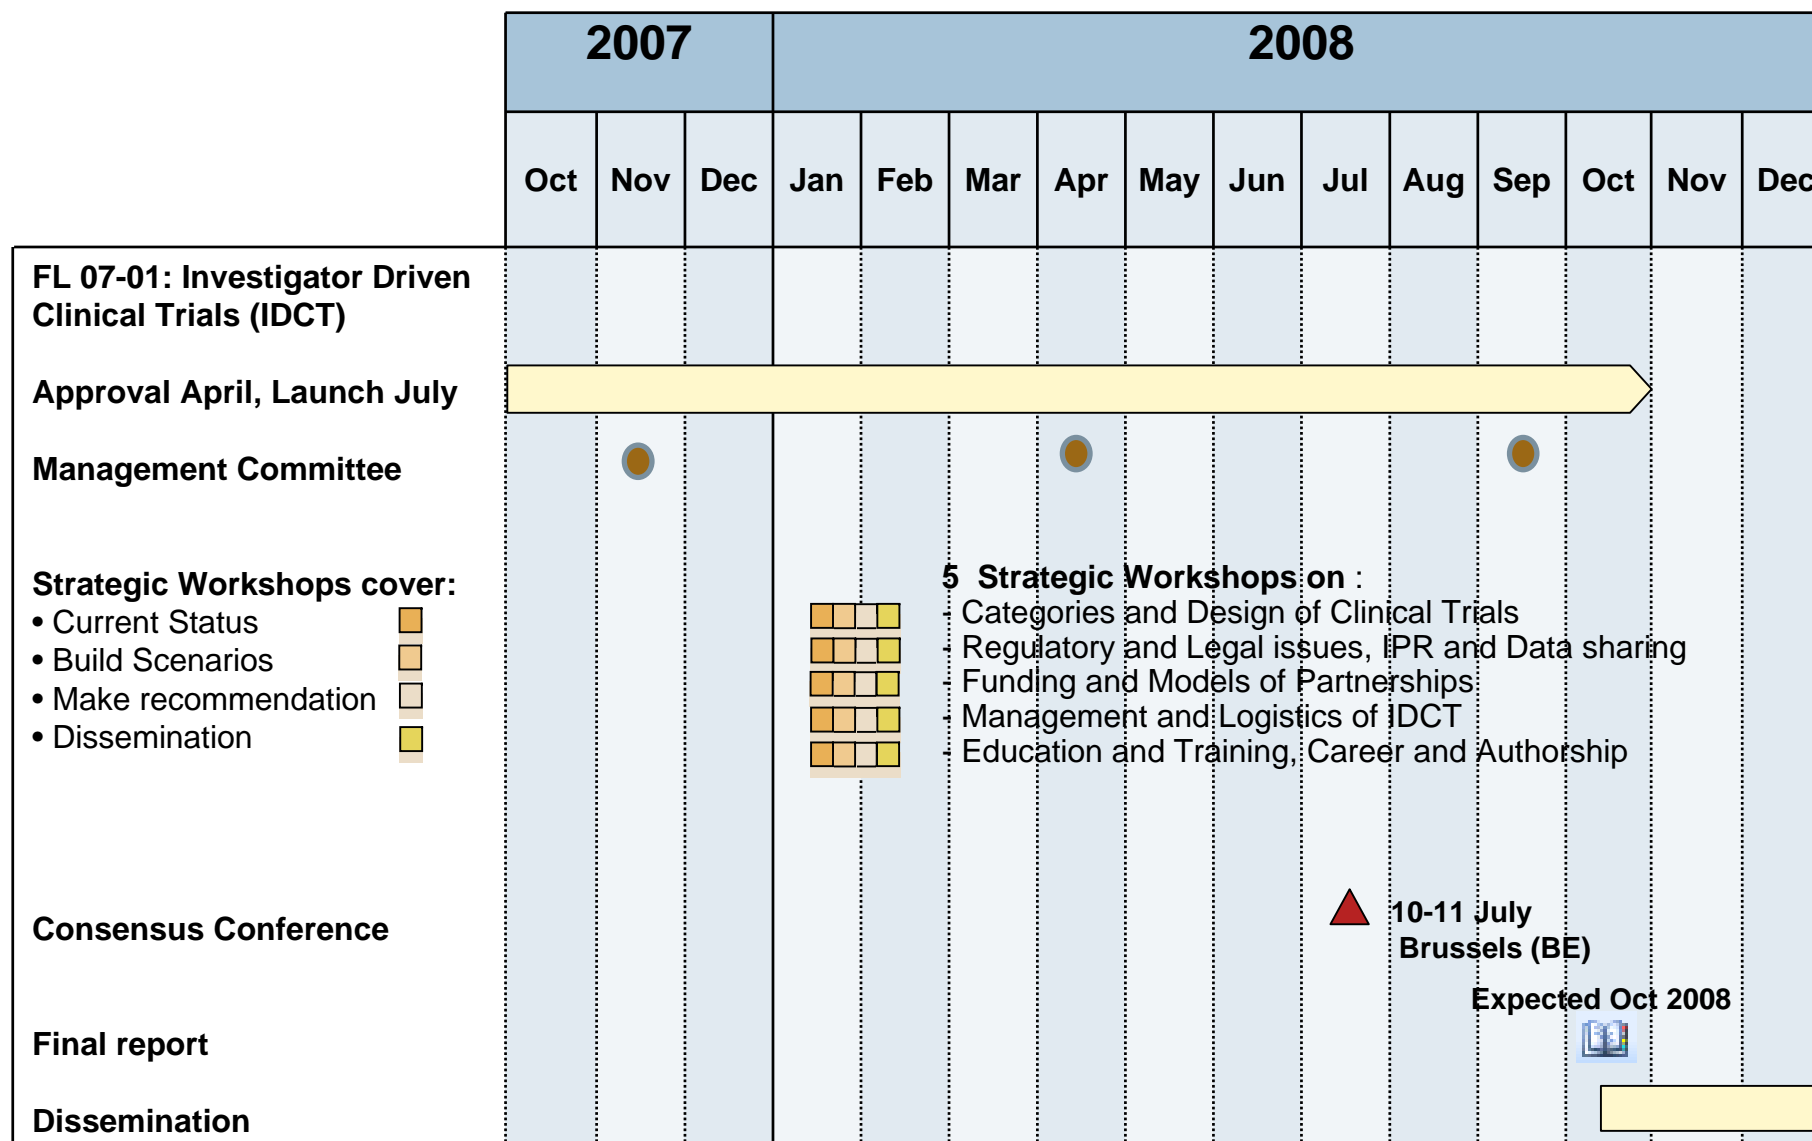 2007 2008
Oct Nov Dec Jan Feb Mar Apr May Jun Jul Aug Sep Oct Nov Dec
FL 07-01: Investigator Driven
Clinical Trials (IDCT)
Approval April, Launch July
Management Committee
Strategic Workshops cover:
• Current Status
• Build Scenarios
• Make recommendation
• Dissemination
5 Strategic Workshops on :
- Categories and Design of Clinical Trials
- Regulatory and Legal issues, IPR and Data sharing
- Funding and Models of Partnerships
- Management and Logistics of IDCT
- Education and Training, Career and Authorship
Consensus Conference
10-11 July
Brussels (BE)
Expected Oct 2008
Final report
Dissemination